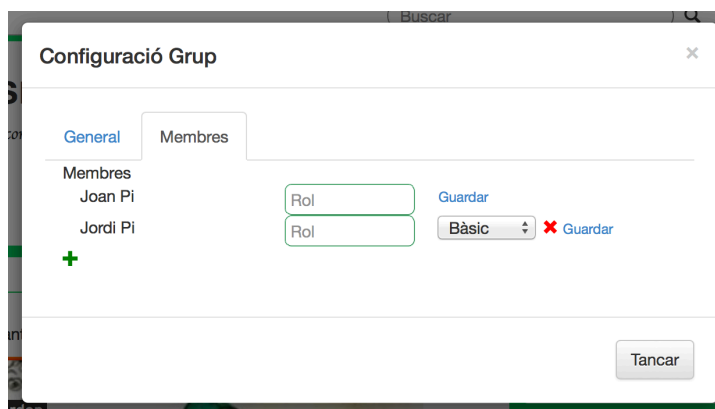 Buscar
Configuració Grup
×
General Membres
Membres
Joan Pi Rol Guardar
Jordi Pi Rol Bàsic Guardar
Tancar